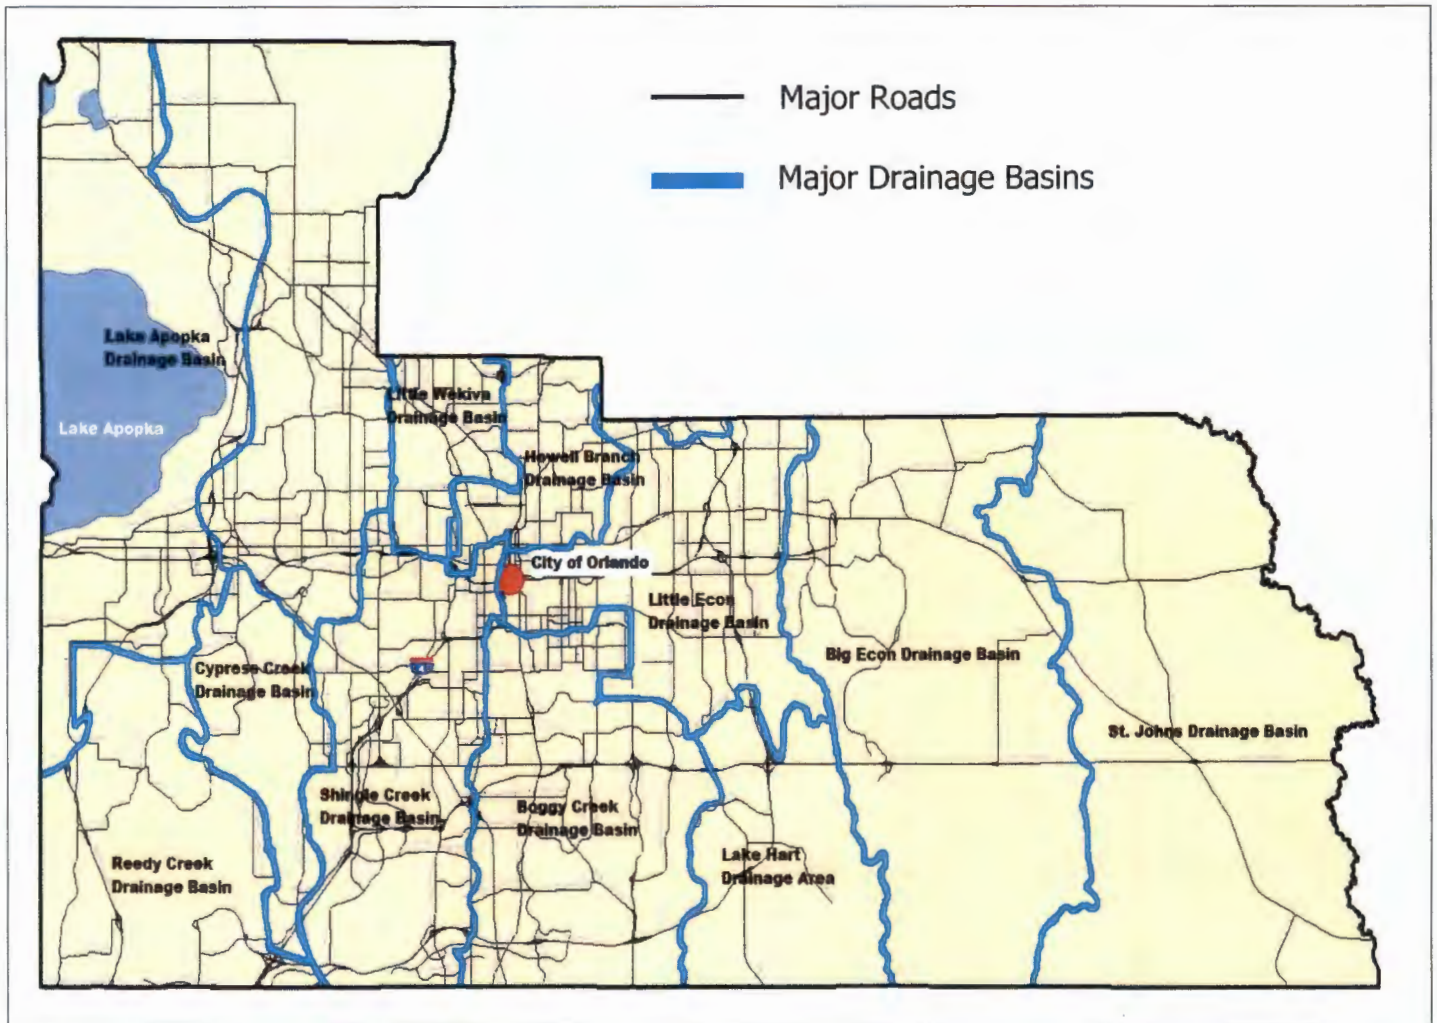 Major Roads
Major Drainage Basins
Lake Apopka
Drainage Basin
Lake Apopka
Little Wekiva
Drainage Basin
Howell Branch
Drainage Basin
City of Orlando
Little Econ
Drainage Basin
Big Econ Drainage Basin
Cypress Creek
Drainage Basin
4
St. Johns Drainage Basin
Shingle Creek
Drainage Basin
Boggy Creek
Drainage Basin
Reedy Creek
Drainage Basin
Lake Hart
Drainage Area